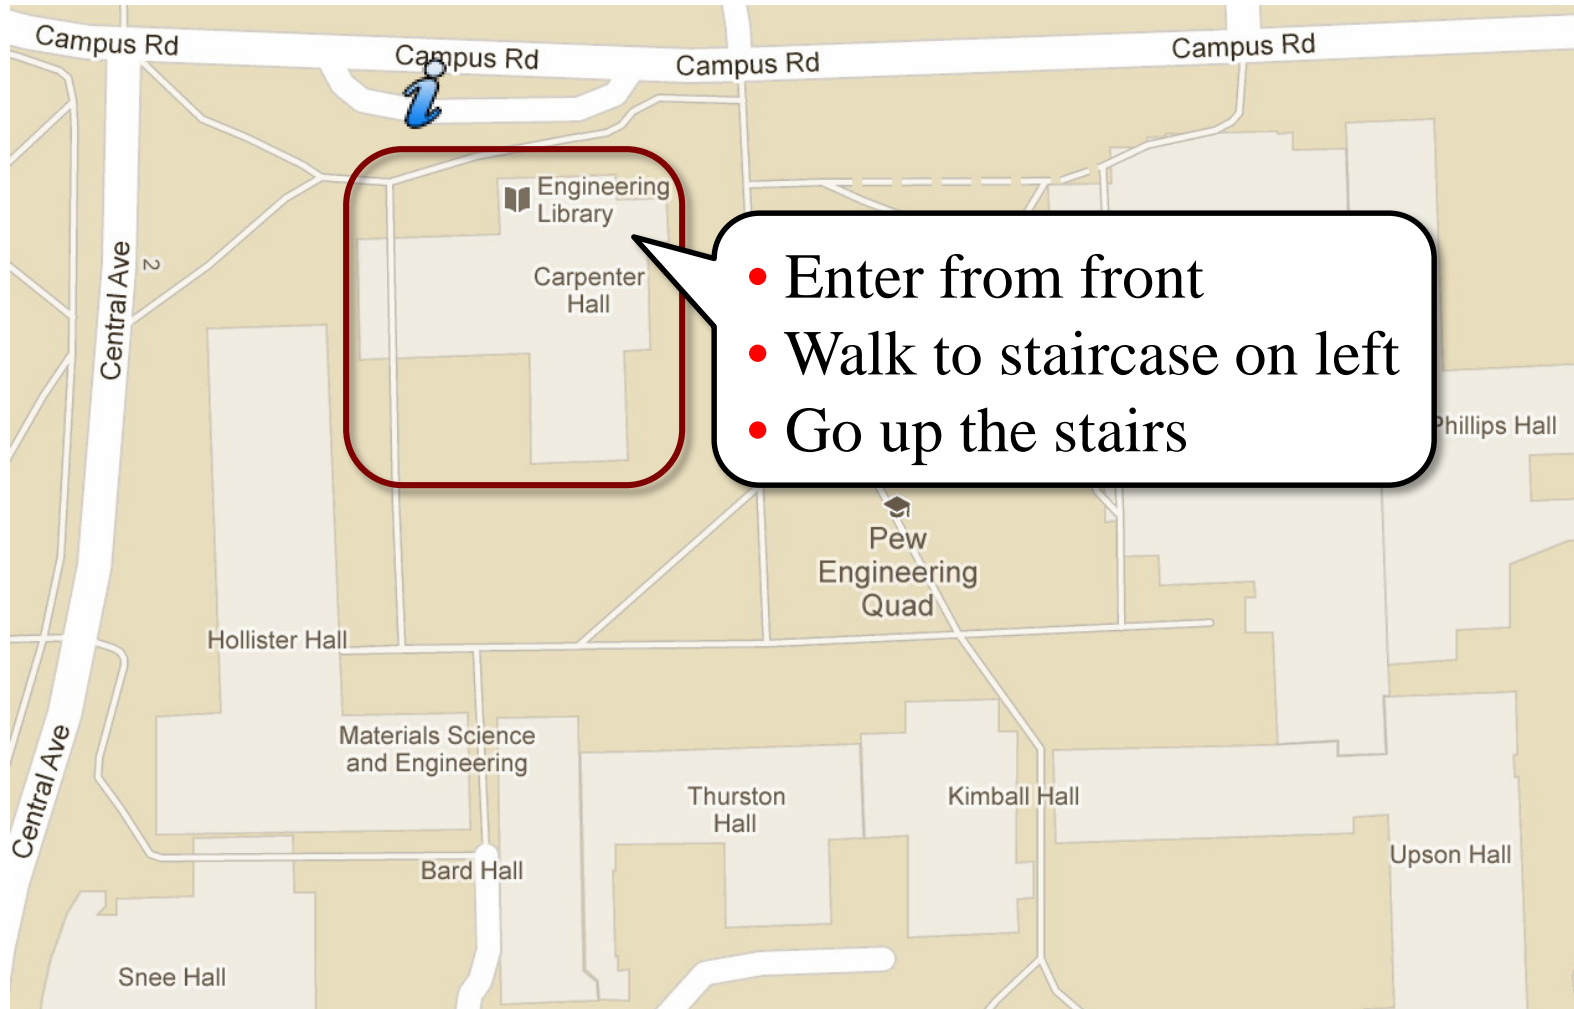 Campus Rd
Campus Rd
Campus Rd
Campus Rd
Engineering
Library
Carpenter
Hall
Central Ave
2
• Enter from front
• Walk to staircase on left
• Go up the stairs
Phillips Hall
Pew
Engineering
Quad
Hollister Hall
Materials Science
and Engineering
Central Ave
Thurston
Hall
Kimball Hall
Upson Hall
Bard Hall
Snee Hall